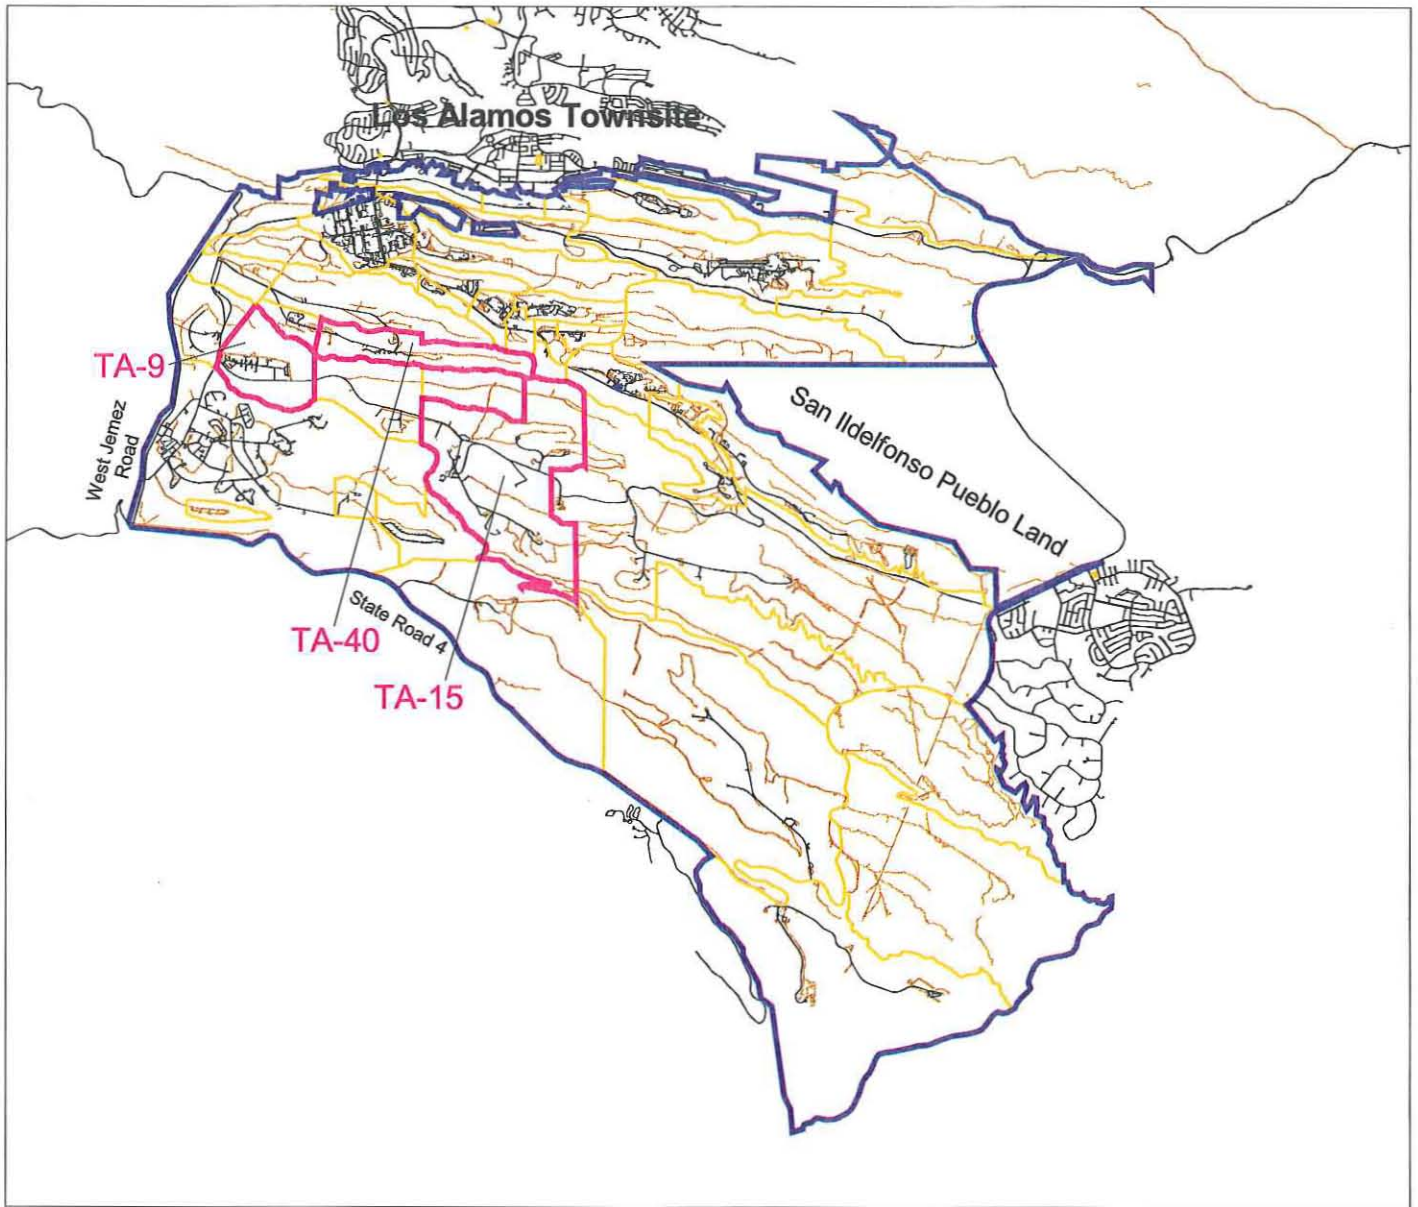 Los Alamos Townsite
TA-9
West Jemez
Road
San Ildelfonso Pueblo Land
State Road 4
TA-40
TA-15